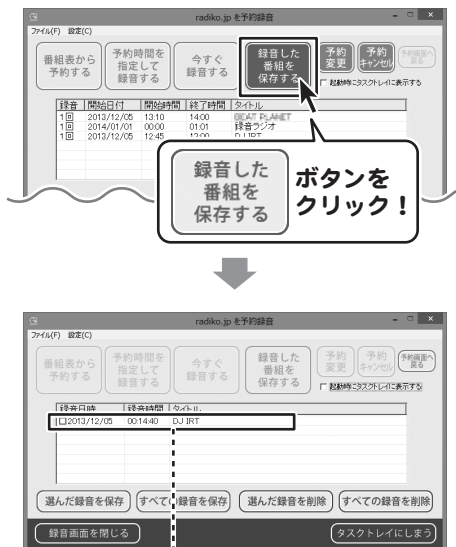 radiko.jp を予約録音
ファイル(F) 設定(C)
番組表から
予約する
予約時間を
指定して
録音する
今すぐ
録音する
録音した
番組を
保存する
予約
変更
予約
キャンセル
予約画面へ
戻る
起動時にタスクトレイに表示する
録音 開始日付 開始時間 終了時間 タイトル
1回 2013/12/05 13:10 14:00
1回 2014/01/01 00:00 01:01 録音ラジオ
1回 2013/12/05 12:45 13:00 DJ IRT
録音した
番組を
保存する
ボタンを
クリック!
radiko.jp を予約録音
ファイル(F) 設定(C)
番組表から
予約する
予約時間を
指定して
録音する
今すぐ
録音する
録音した
番組を
保存する
予約
変更
予約
キャンセル
予約画面へ
戻る
起動時にタスクトレイに表示する
録音日時 録音時間 タイトル
2013/12/05 00:14:40 DJ IRT
選んだ録音を保存 すべての録音を保存 選んだ録音を削除 すべての録音を削除
録音画面を閉じる タスクトレイにしまう